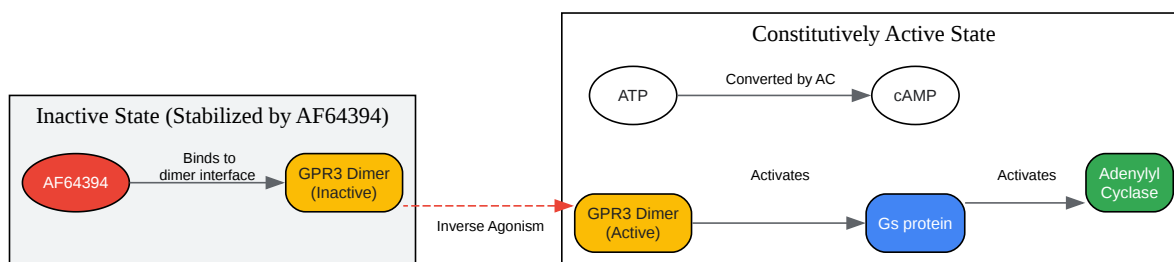 Constitutively Active State
ATP
Converted by AC
cAMP
Inactive State (Stabilized by AF64394)
AF64394
Binds to
dimer interface
GPR3 Dimer
(Inactive)
Inverse Agonism
GPR3 Dimer
(Active)
Activates
Gs protein
Activates
Adenylyl
Cyclase